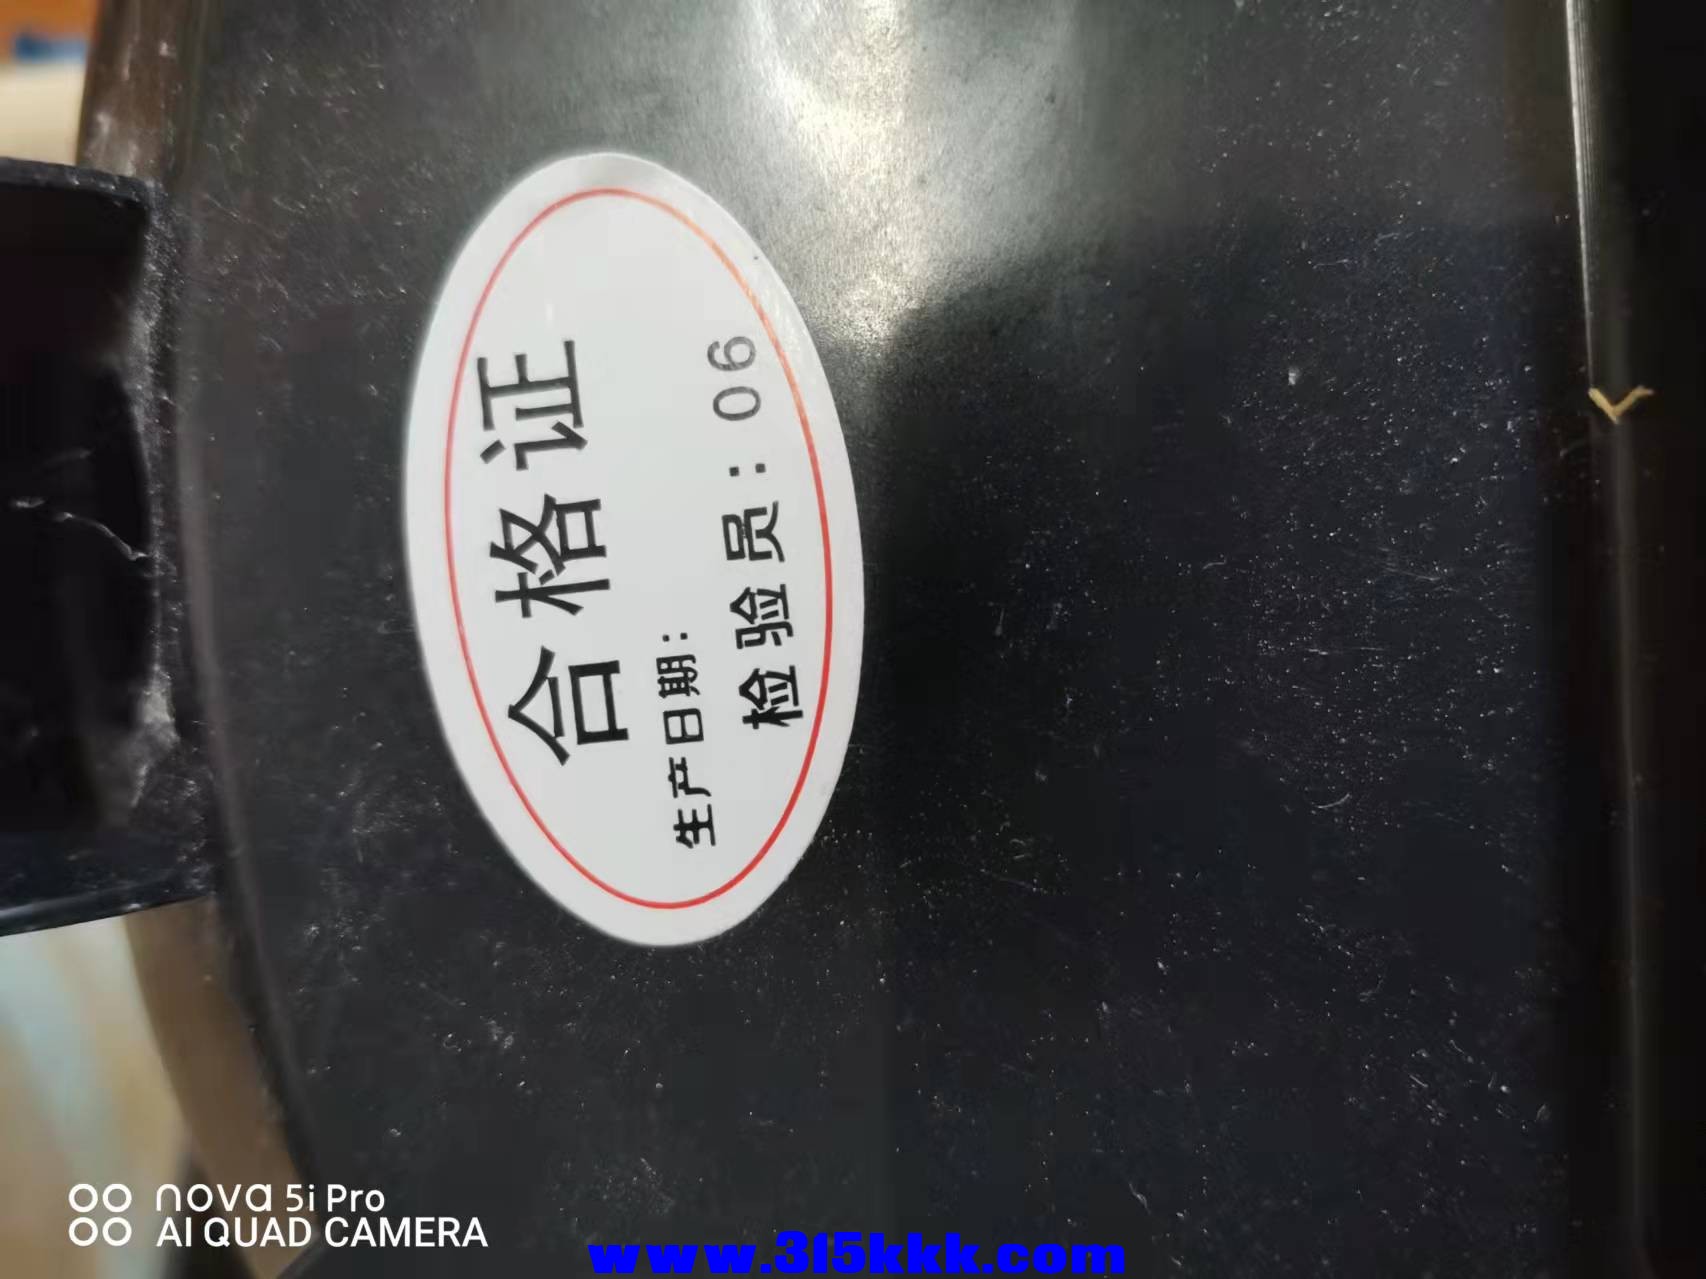 合格证
生产日期:
检验员:06
nova 5i Pro
AI QUAD CAMERA
www.315kkk.com